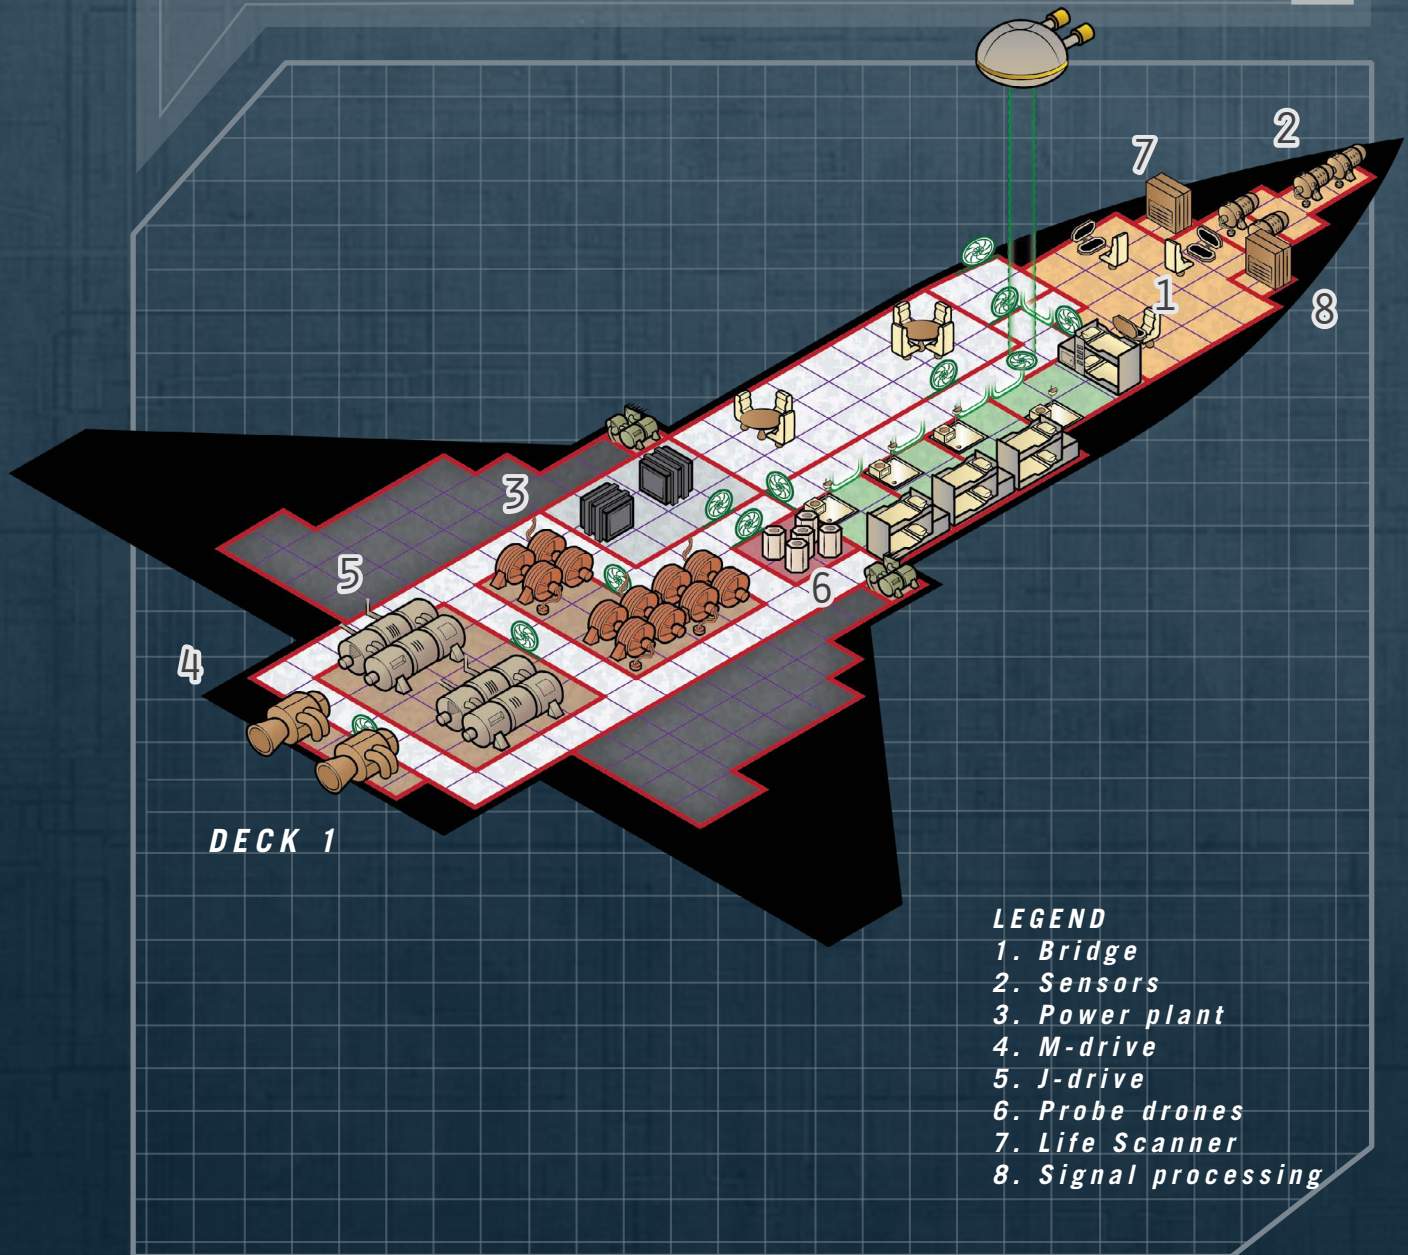 2
7
1
8
3
5
6
4
DECK 1
LEGEND
1. Bridge
2. Sensors
3. Power plant
4. M-drive
5. J-drive
6. Probe drones
7. Life Scanner
8. Signal processing